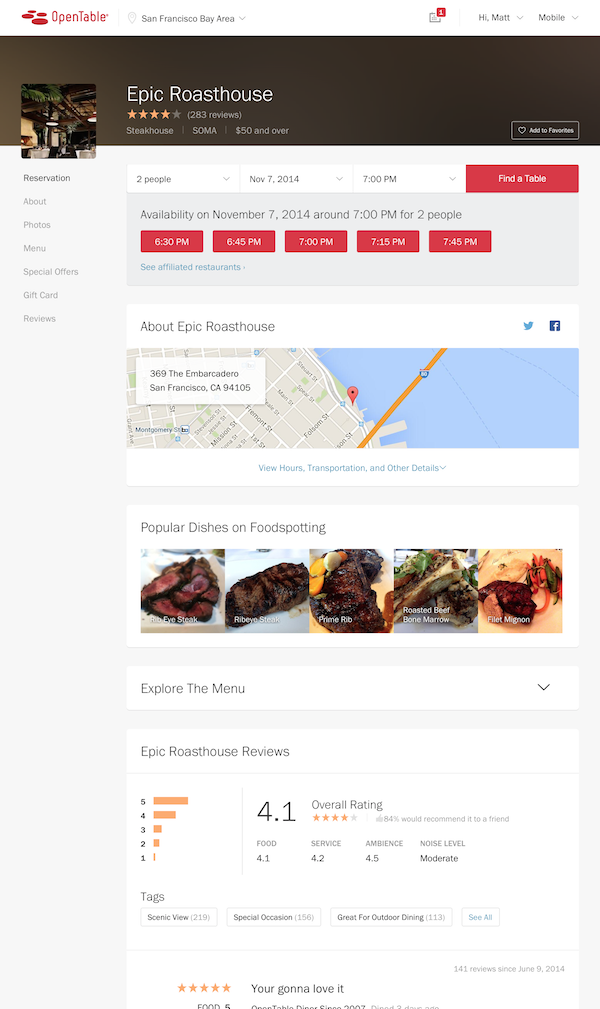 OpenTable
San Francisco Bay Area
1
Hi, Matt
Mobile
Epic Roasthouse
(283 reviews)
Steakhouse | SOMA | $50 and over
Add to Favorites
Reservation
About
Photos
Menu
Special Offers
Gift Card
Reviews
2 people
Nov 7, 2014
7:00 PM
Find a Table
Availability on November 7, 2014 around 7:00 PM for 2 people
6:30 PM
6:45 PM
7:00 PM
7:15 PM
7:45 PM
See affiliated restaurants ›
About Epic Roasthouse
369 The Embarcadero
San Francisco, CA 94105
Steuart St
Spear St
Main St
Fremont St
Folsom St
Mission St
1st St
Montgomery St
80
View Hours, Transportation, and Other Details
Popular Dishes on Foodspotting
Rib Eye Steak
Ribeye Steak
Prime Rib
Roasted Beef
Bone Marrow
Filet Mignon
Explore The Menu
Epic Roasthouse Reviews
5
4
3
2
1
4.1
Overall Rating
84% would recommend it to a friend
FOOD
4.1
SERVICE
4.2
AMBIENCE
4.5
NOISE LEVEL
Moderate
Tags
Scenic View (219)
Special Occasion (156)
Great For Outdoor Dining (113)
See All
141 reviews since June 9, 2014
Your gonna love it
FOOD 5
OpenTable Diner Since 2007 Dined 3 days ago